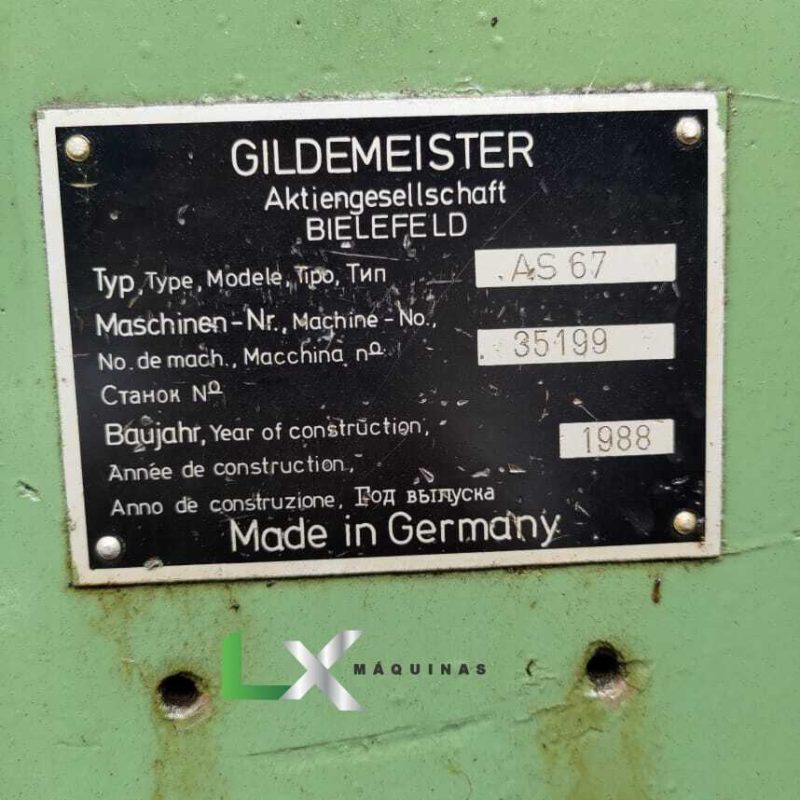 GILDEMEISTER
Aktiengesellschaft
BIELEFELD
Typ, Type, Modele, Tipo, Тип AS 67
Maschinen-Nr., Machine-No.,
No. de mach., Macchina nº 35199
Станок Nº
Baujahr, Year of construction, 1988
Année de construction,
Anno de construzione, Год выпуска
Made in Germany
LX MÁQUINAS